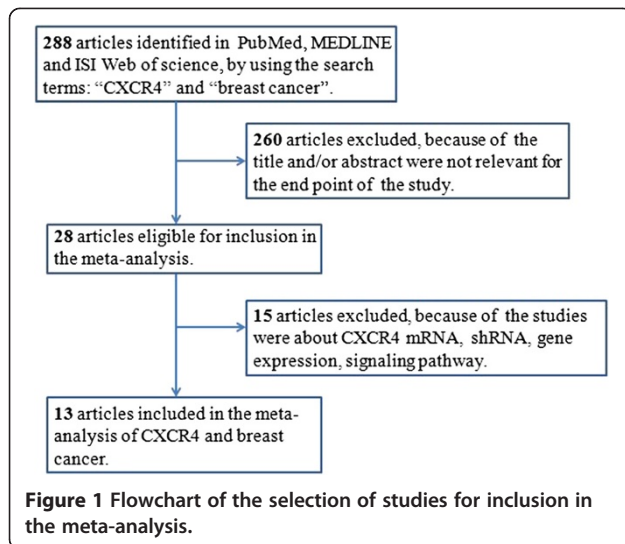 288 articles identified in PubMed, MEDLINE
and ISI Web of science, by using the search
terms: “CXCR4” and “breast cancer”.
260 articles excluded, because of the
title and/or abstract were not relevant for
the end point of the study.
28 articles eligible for inclusion in
the meta-analysis.
15 articles excluded, because of the studies
were about CXCR4 mRNA, shRNA, gene
expression, signaling pathway.
13 articles included in the meta-
analysis of CXCR4 and breast
cancer.
Figure 1 Flowchart of the selection of studies for inclusion in
the meta-analysis.